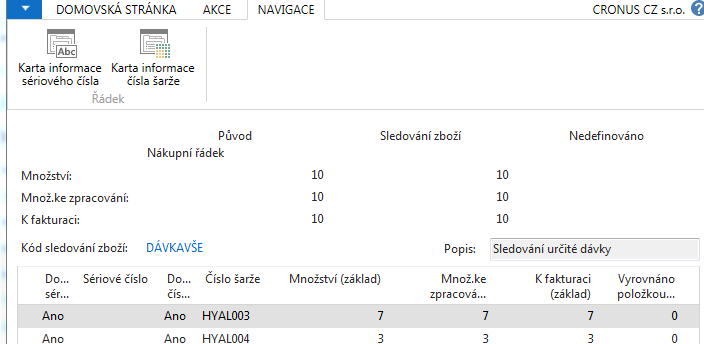 DOMOVSKÁ STRÁNKA AKCE NAVIGACE CRONUS CZ s.r.o. ?
Abc
Karta informace sériového čísla
Karta informace čísla šarže
Řádek
Původ Sledování zboží Nedefinováno
Nákupní řádek
Množství: 10 10
Množ.ke zpracování: 10 10
K fakturaci: 10 10
Kód sledování zboží: DÁVKAVŠE Popis: Sledování určité dávky
Do... Sériové číslo Do... Číslo šarže Množství (základ) Množ.ke K fakturaci Vyrovnáno
sér... čís... zpracová... (základ) položkou...
Ano Ano HYAL003 7 7 7 0
Ano Ano HYAL004 3 3 3 0